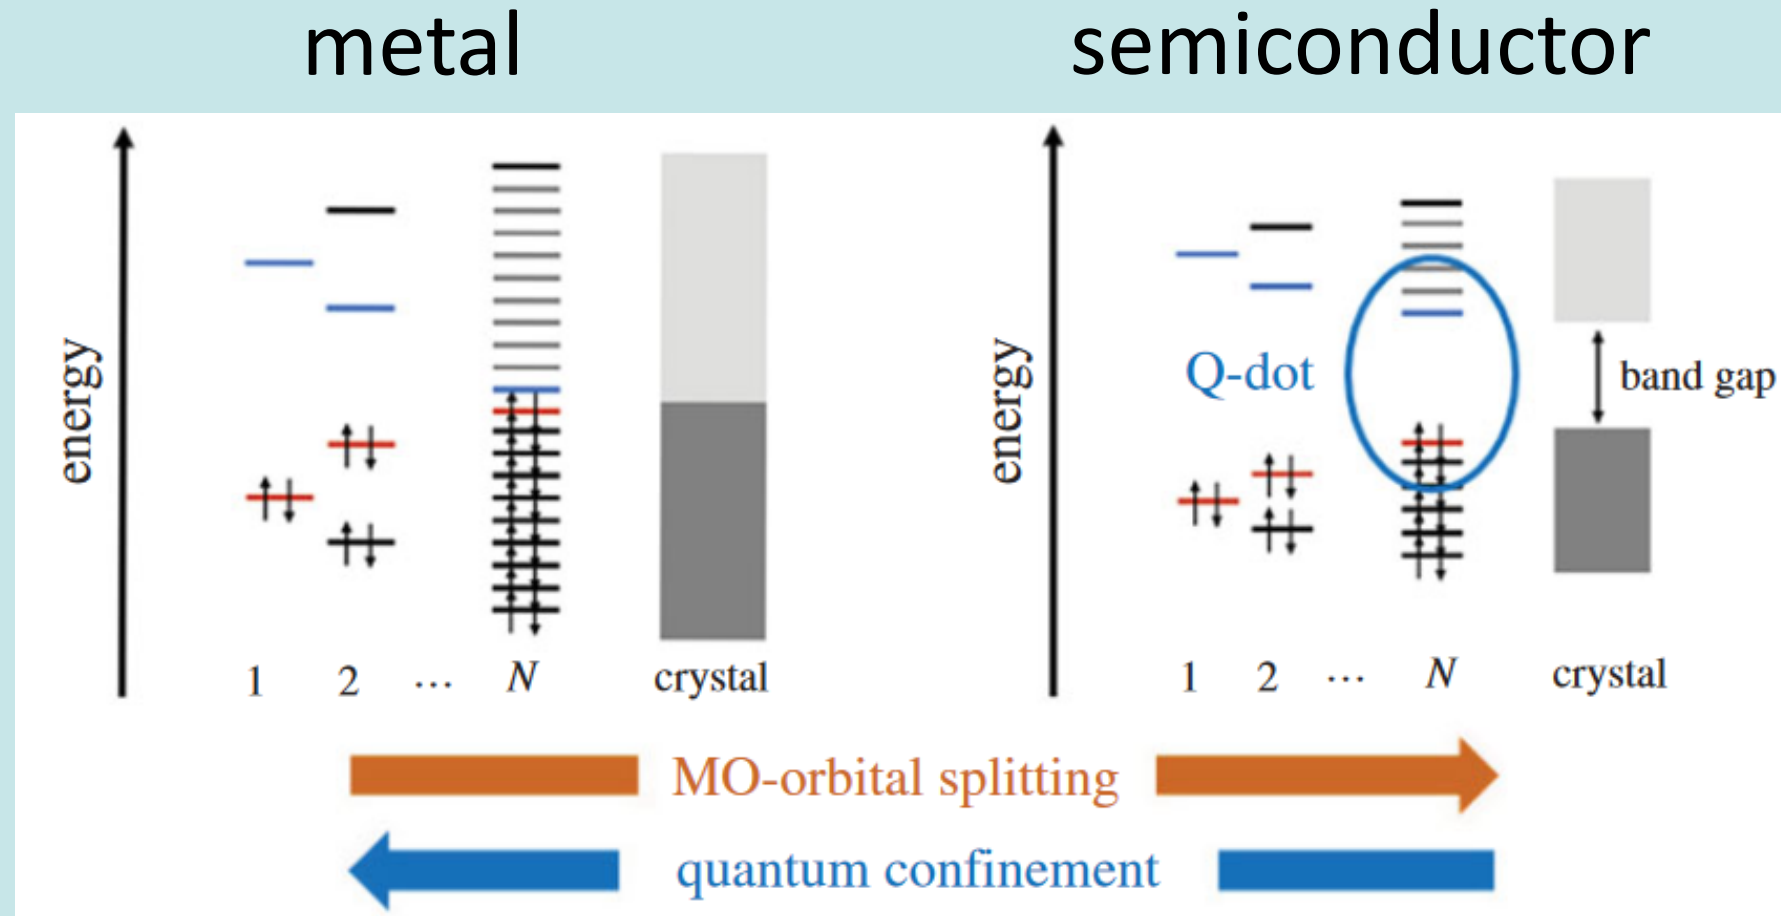 metal
semiconductor
energy
1 2 ... N crystal
energy
Q-dot
band gap
1 2 ... N crystal
MO-orbital splitting
quantum confinement